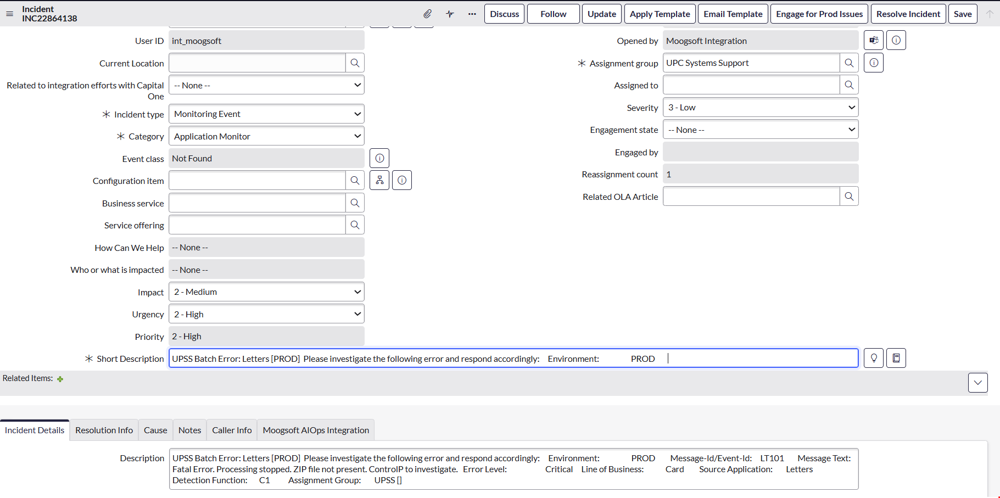 Incident
INC22864138
Discuss
Follow
Update
Apply Template
Email Template
Engage for Prod Issues
Resolve Incident
Save
User ID int_moogsoft
Current Location
Related to integration efforts with Capital
One
-- None --
✳ Incident type Monitoring Event
✳ Category Application Monitor
Event class Not Found
Configuration item
Business service
Service offering
How Can We Help -- None --
Who or what is impacted -- None --
Impact 2 - Medium
Urgency 2 - High
Priority 2 - High
Opened by Moogsoft Integration
✳ Assignment group UPC Systems Support
Assigned to
Severity 3 - Low
Engagement state -- None --
Engaged by
Reassignment count 1
Related OLA Article
✳ Short Description UPSS Batch Error: Letters [PROD] Please investigate the following error and respond accordingly: Environment: PROD
Related Items:
Incident Details
Resolution Info
Cause
Notes
Caller Info
Moogsoft AIOps Integration
Description UPSS Batch Error: Letters [PROD] Please investigate the following error and respond accordingly: Environment: PROD Message-Id/Event-Id: LT101 Message Text:
Fatal Error. Processing stopped. ZIP file not present. ControlP to investigate. Error Level: Critical Line of Business: Card Source Application: Letters
Detection Function: C1 Assignment Group: UPSS []